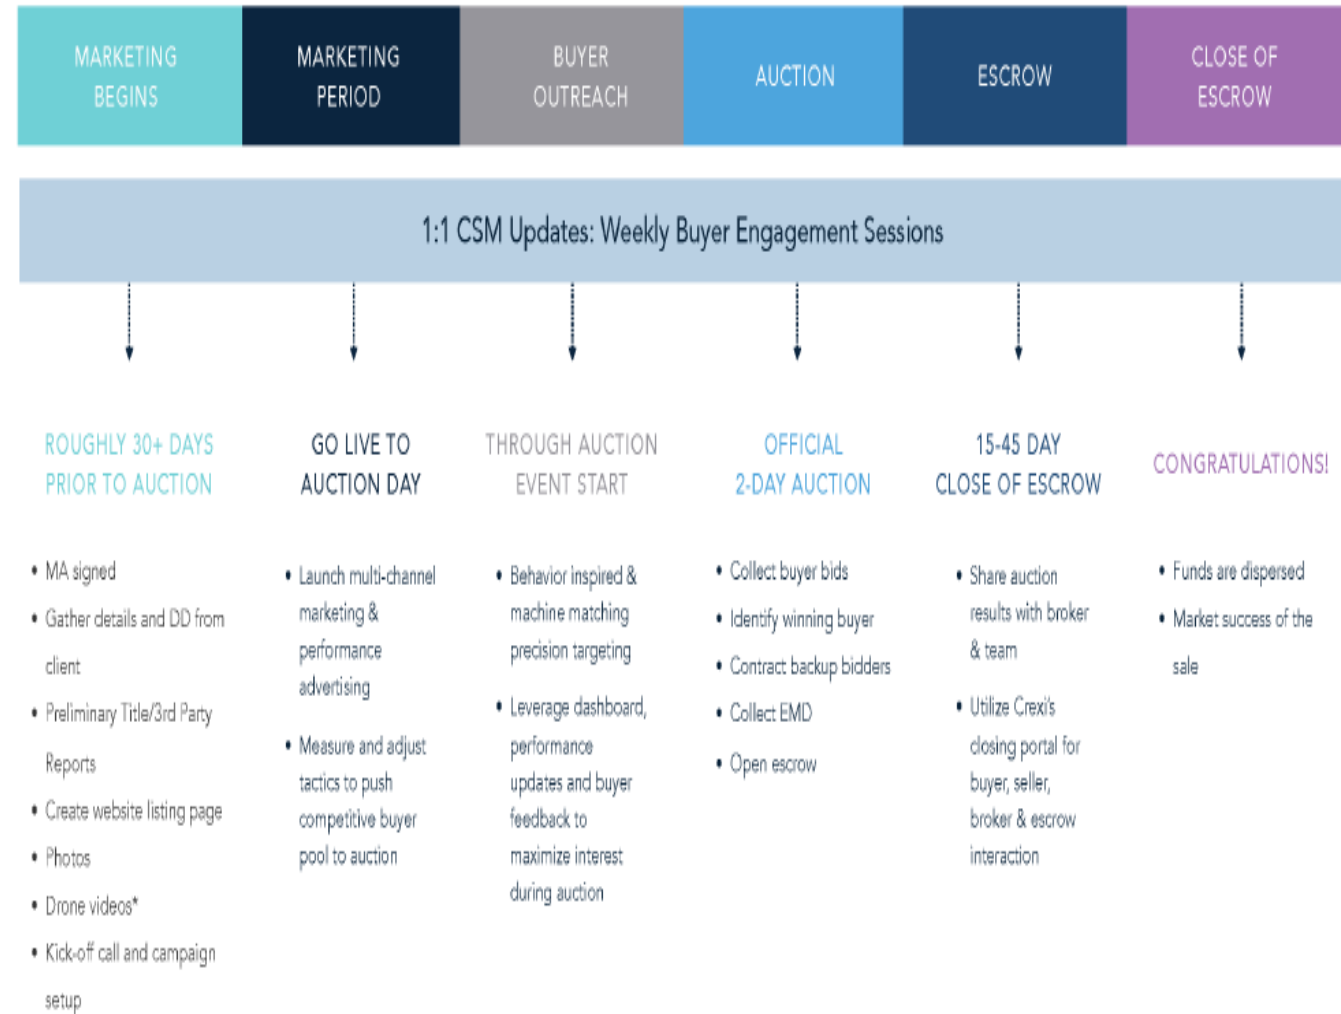 MARKETING
BEGINS
MARKETING
PERIOD
BUYER
OUTREACH
AUCTION
ESCROW
CLOSE OF
ESCROW
1:1 CSM Updates: Weekly Buyer Engagement Sessions
ROUGHLY 30+ DAYS
PRIOR TO AUCTION
• MA signed
• Gather details and DD from
client
• Preliminary Title/3rd Party
Reports
• Create website listing page
• Photos
• Drone videos*
• Kick-off call and campaign
setup
GO LIVE TO
AUCTION DAY
• Launch multi-channel
marketing &
performance
advertising
• Measure and adjust
tactics to push
competitive buyer
pool to auction
THROUGH AUCTION
EVENT START
• Behavior inspired &
machine matching
precision targeting
• Leverage dashboard,
performance
updates and buyer
feedback to
maximize interest
during auction
OFFICIAL
2-DAY AUCTION
• Collect buyer bids
• Identify winning buyer
• Contract backup bidders
• Collect EMD
• Open escrow
15-45 DAY
CLOSE OF ESCROW
• Share auction
results with broker
& team
• Utilize Crexi's
closing portal for
buyer, seller,
broker & escrow
interaction
CONGRATULATIONS!
• Funds are dispersed
• Market success of the
sale